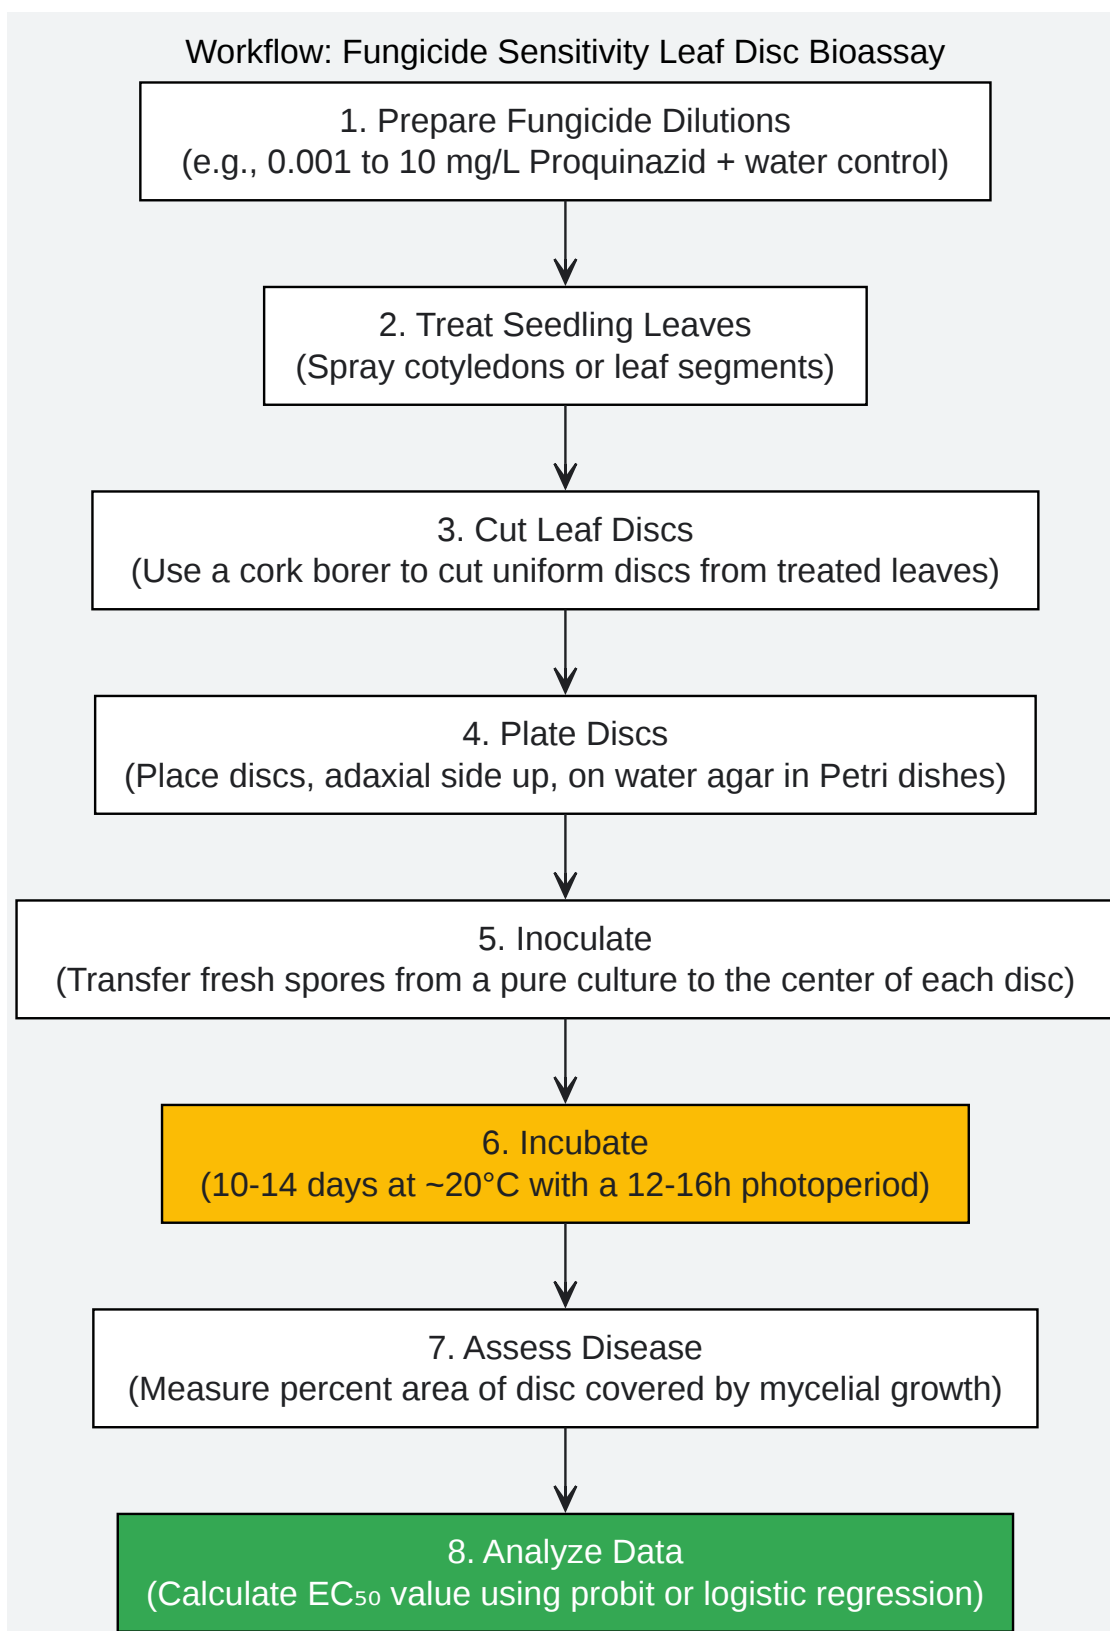 Workflow: Fungicide Sensitivity Leaf Disc Bioassay
1. Prepare Fungicide Dilutions
(e.g., 0.001 to 10 mg/L Proquinazid + water control)
2. Treat Seedling Leaves
(Spray cotyledons or leaf segments)
3. Cut Leaf Discs
(Use a cork borer to cut uniform discs from treated leaves)
4. Plate Discs
(Place discs, adaxial side up, on water agar in Petri dishes)
5. Inoculate
(Transfer fresh spores from a pure culture to the center of each disc)
6. Incubate
(10-14 days at ~20°C with a 12-16h photoperiod)
7. Assess Disease
(Measure percent area of disc covered by mycelial growth)
8. Analyze Data
(Calculate EC₅₀ value using probit or logistic regression)